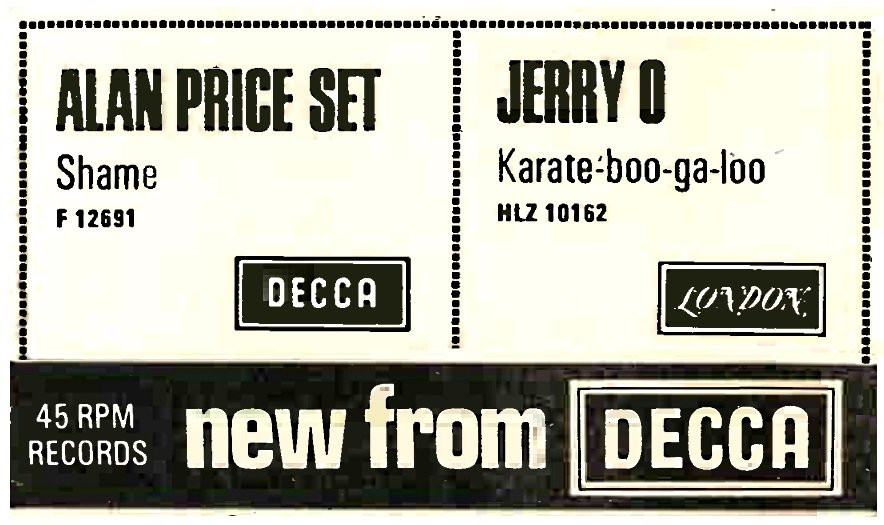 ALAN PRICE SET
Shame
F 12691
DECCA
JERRY O
Karate-boo-ga-loo
HLZ 10162
LONDON
45 RPM
RECORDS
new from
DECCA